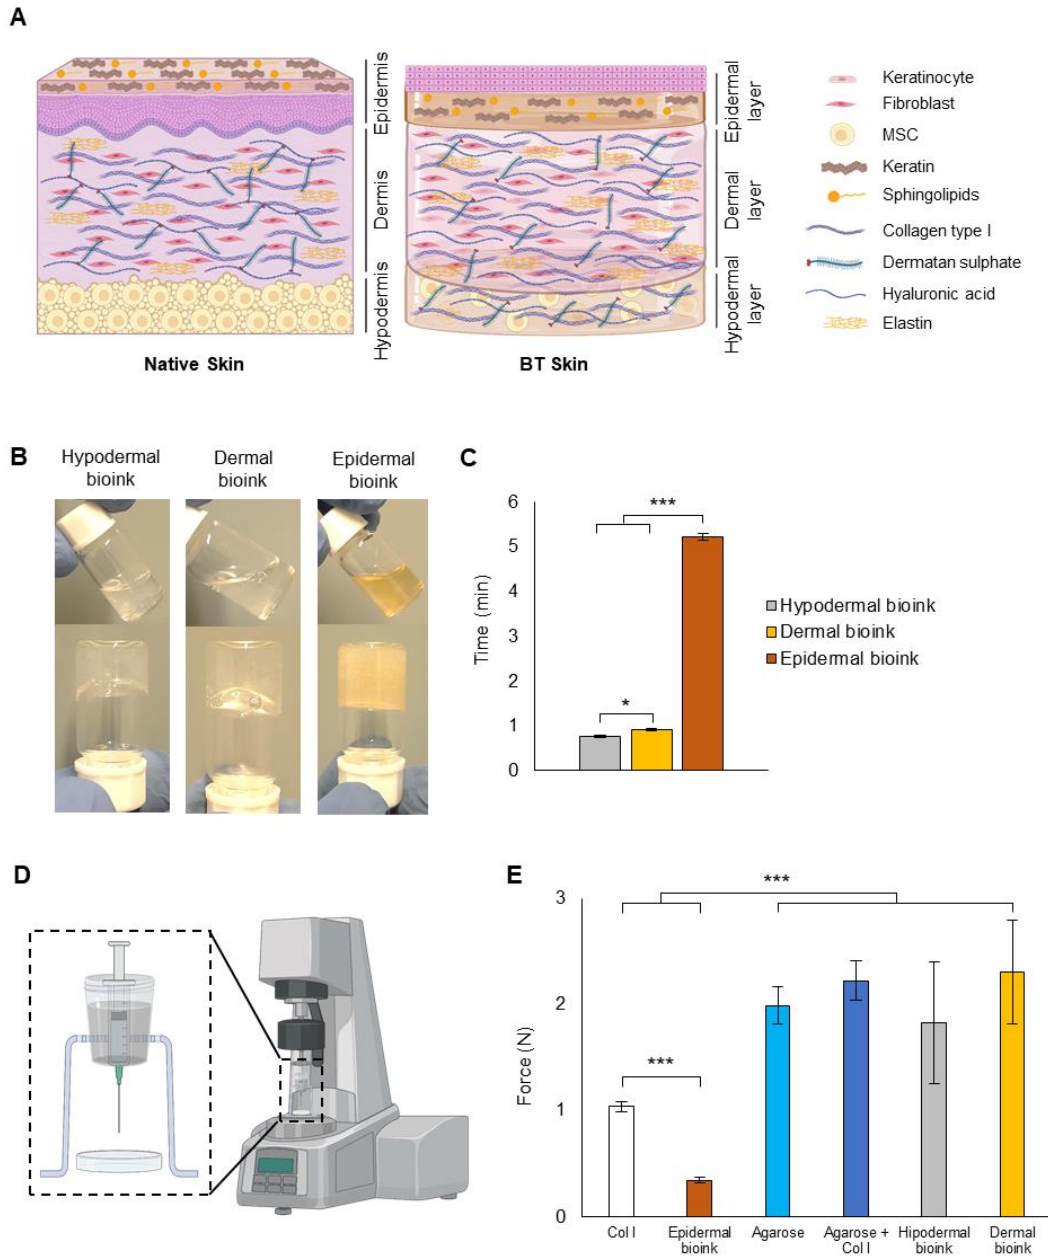 A
Epidermis
Dermis
Hypodermis
Native Skin
Epidermal
layer
Dermal
layer
Hypodermal
layer
BT Skin
Keratinocyte
Fibroblast
MSC
Keratin
Sphingolipids
Collagen type I
Dermatan sulphate
Hyaluronic acid
Elastin
B
Hypodermal
bioink
Dermal
bioink
Epidermal
bioink
C
Time (min)
6
5
4
3
2
1
0
***
*
Hypodermal bioink
Dermal bioink
Epidermal bioink
D
E
Force (N)
3
2
1
0
***
***
Col I
Epidermal
bioink
Agarose
Agarose +
Col I
Hipodermal
bioink
Dermal
bioink